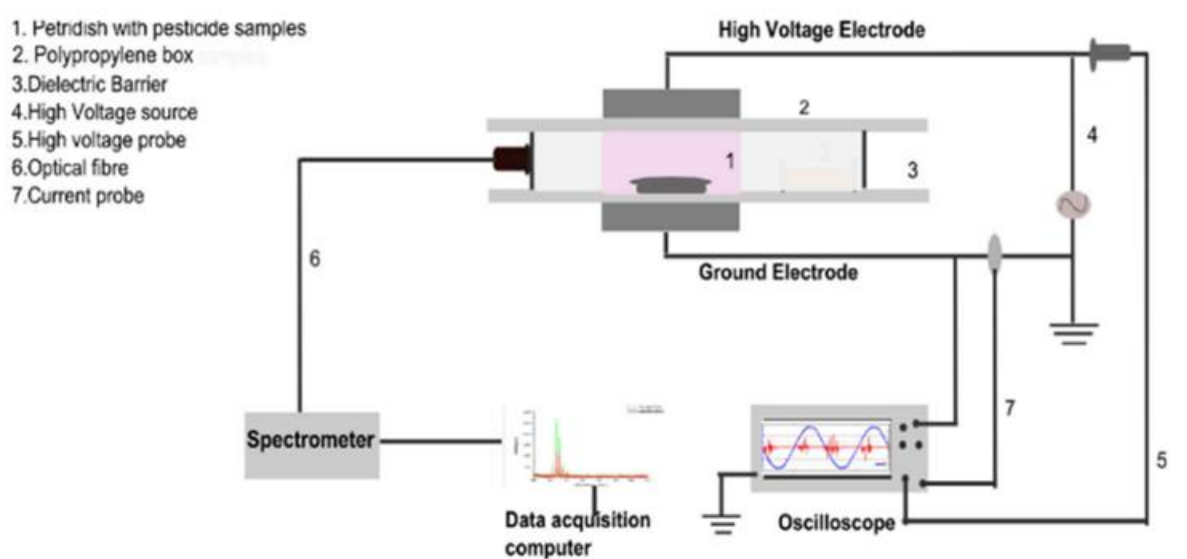 1. Petridish with pesticide samples
2. Polypropylene box
3.Dielectric Barrier
4.High Voltage source
5.High voltage probe
6.Optical fibre
7.Current probe
High Voltage Electrode
2
4
1
3
6
Ground Electrode
7
5
Spectrometer
Oscilloscope
Data acquisition
computer